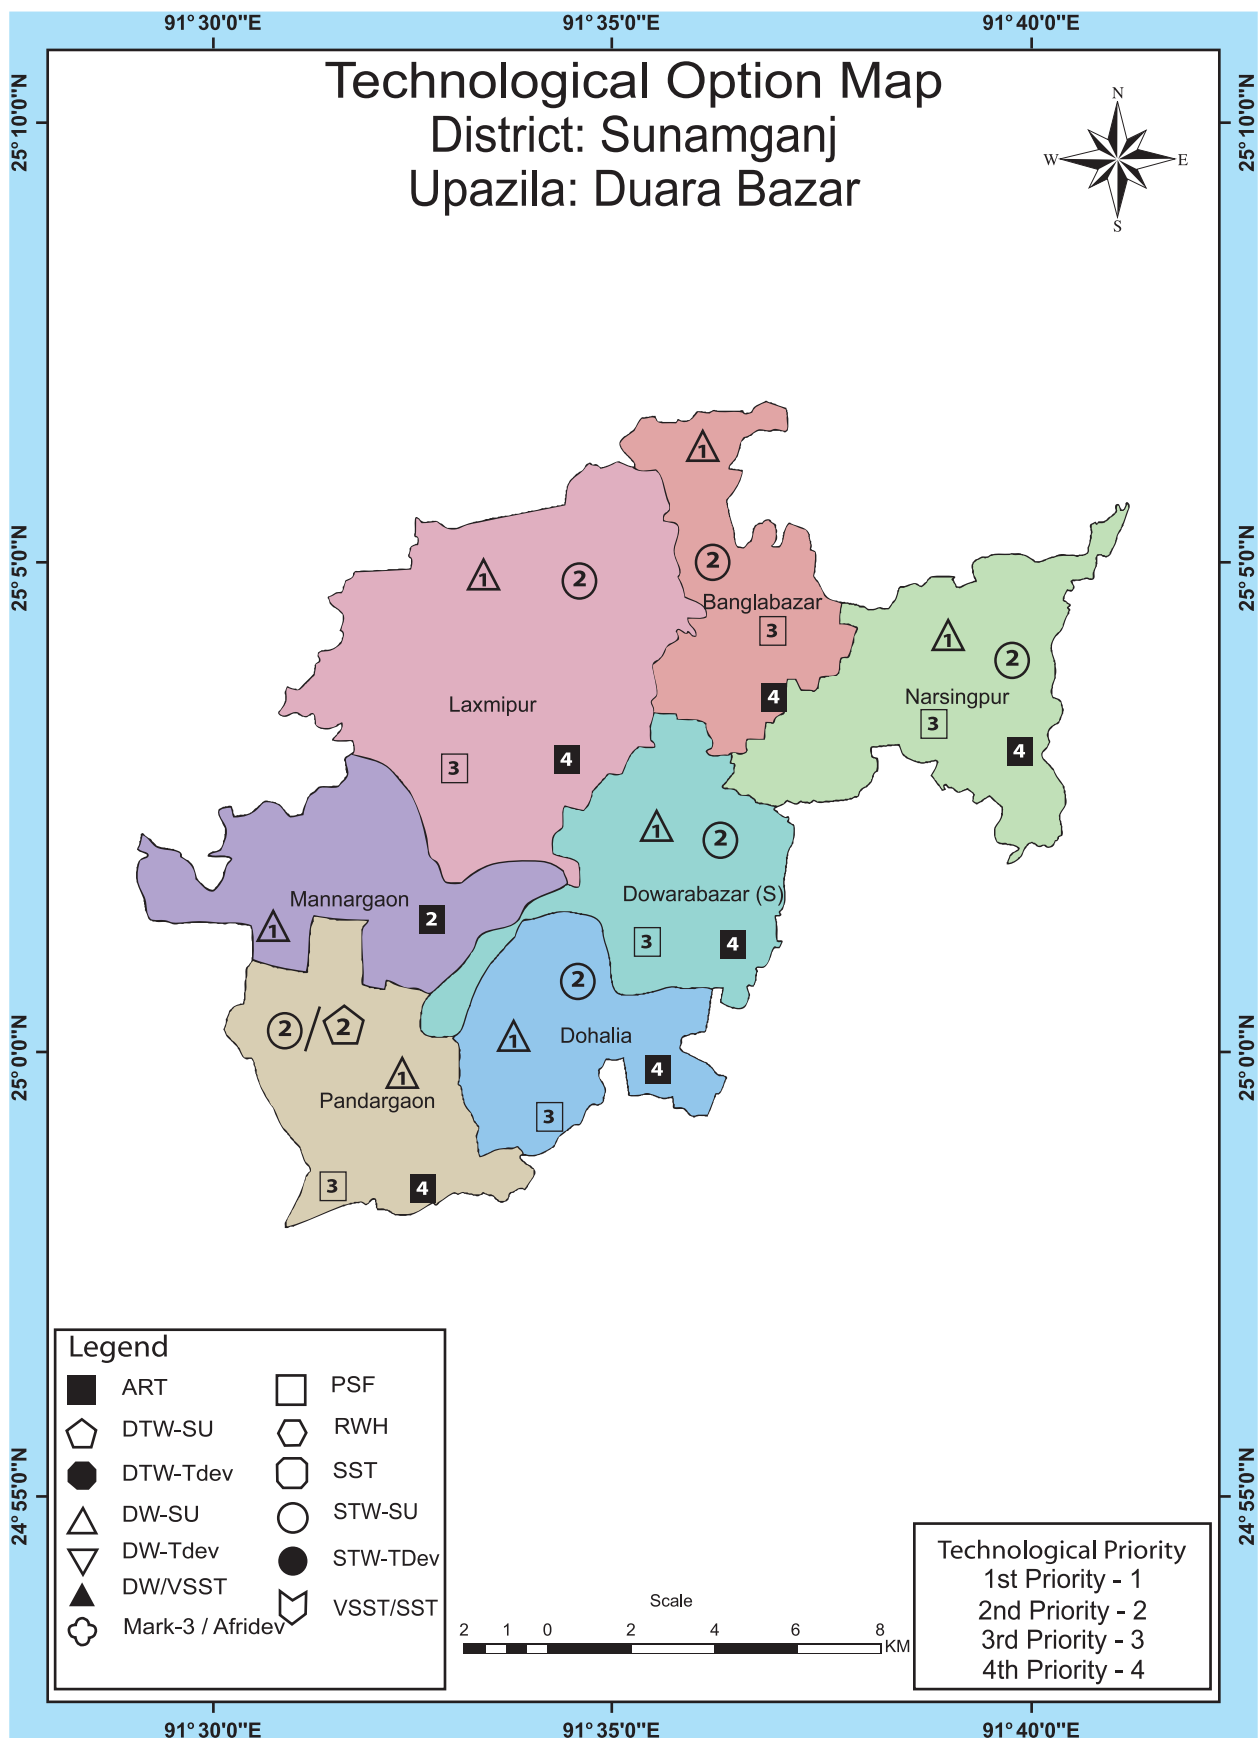 91°30'0"E 91°35'0"E 91°40'0"E
Technological Option Map
District: Sunamganj
Upazila: Duara Bazar
N
W E
S
25°10'0"N 25°10'0"N
1
25°5'0"N 25°5'0"N
1 2 2
Banglabazar
3
1 2
Laxmipur
4
Narsingpur
3
3 4 4
1 2
Mannargaon
Dowarabazar (S)
1 2
3 4
2
2 / 2
1 Dohalia
25°0'0"N 25°0'0"N
1 4
Pandargaon
3
3 4
Legend
ART
DTW-SU
DTW-Tdev
DW-SU
DW-Tdev
DW/VSST
Mark-3 / Afridev
PSF
RWH
SST
STW-SU
STW-TDev
VSST/SST
24°55'0"N 24°55'0"N
Scale
2 1 0 2 4 6 8
KM
Technological Priority
1st Priority - 1
2nd Priority - 2
3rd Priority - 3
4th Priority - 4
91°30'0"E 91°35'0"E 91°40'0"E